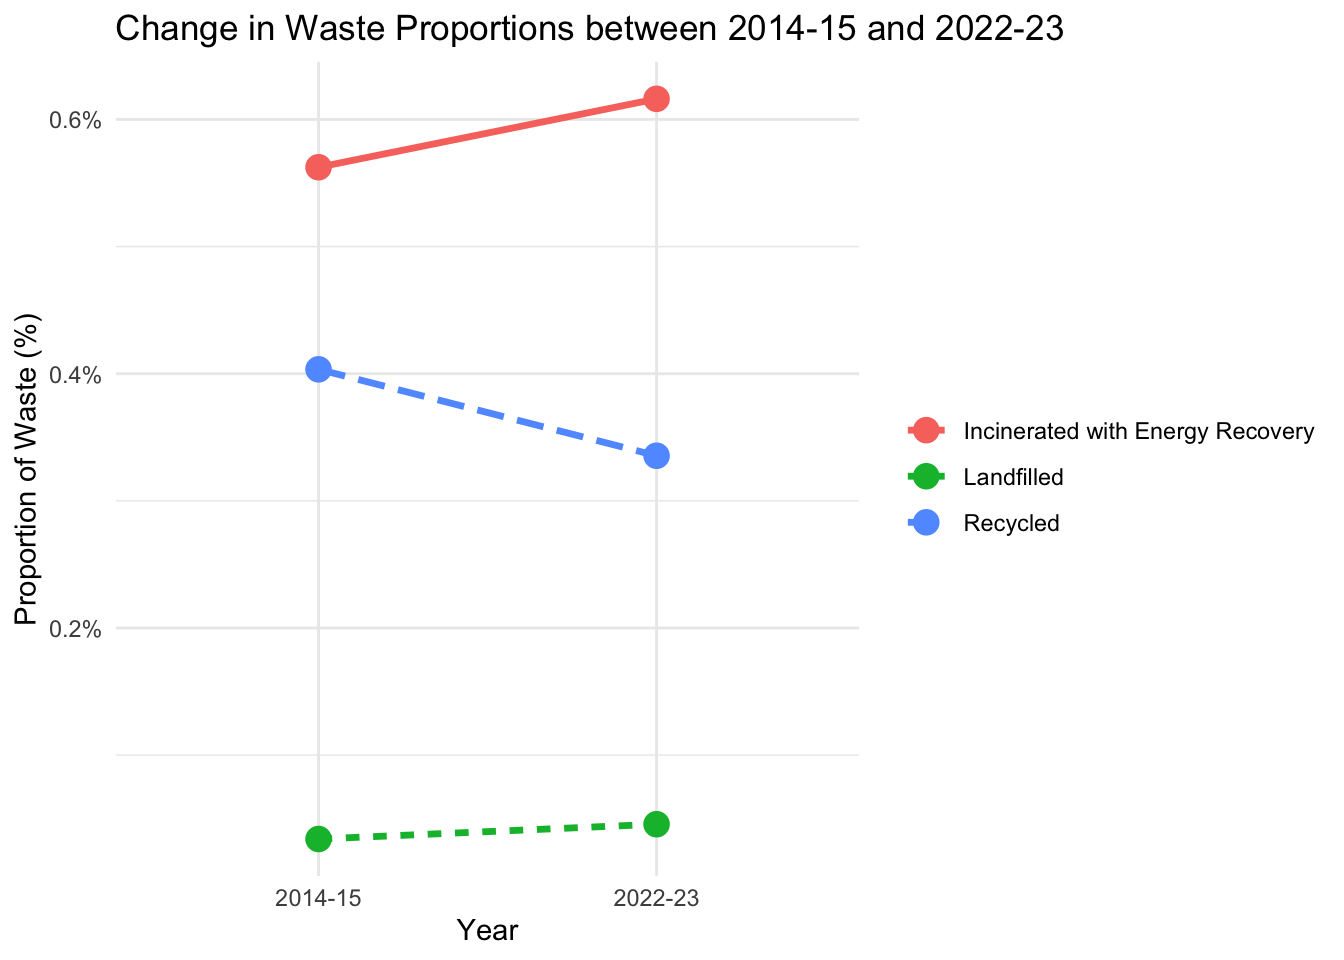 Change in Waste Proportions between 2014-15 and 2022-23
Proportion of Waste (%)
0.6%
0.4%
0.2%
2014-15
2022-23
Year
Incinerated with Energy Recovery
Landfilled
Recycled